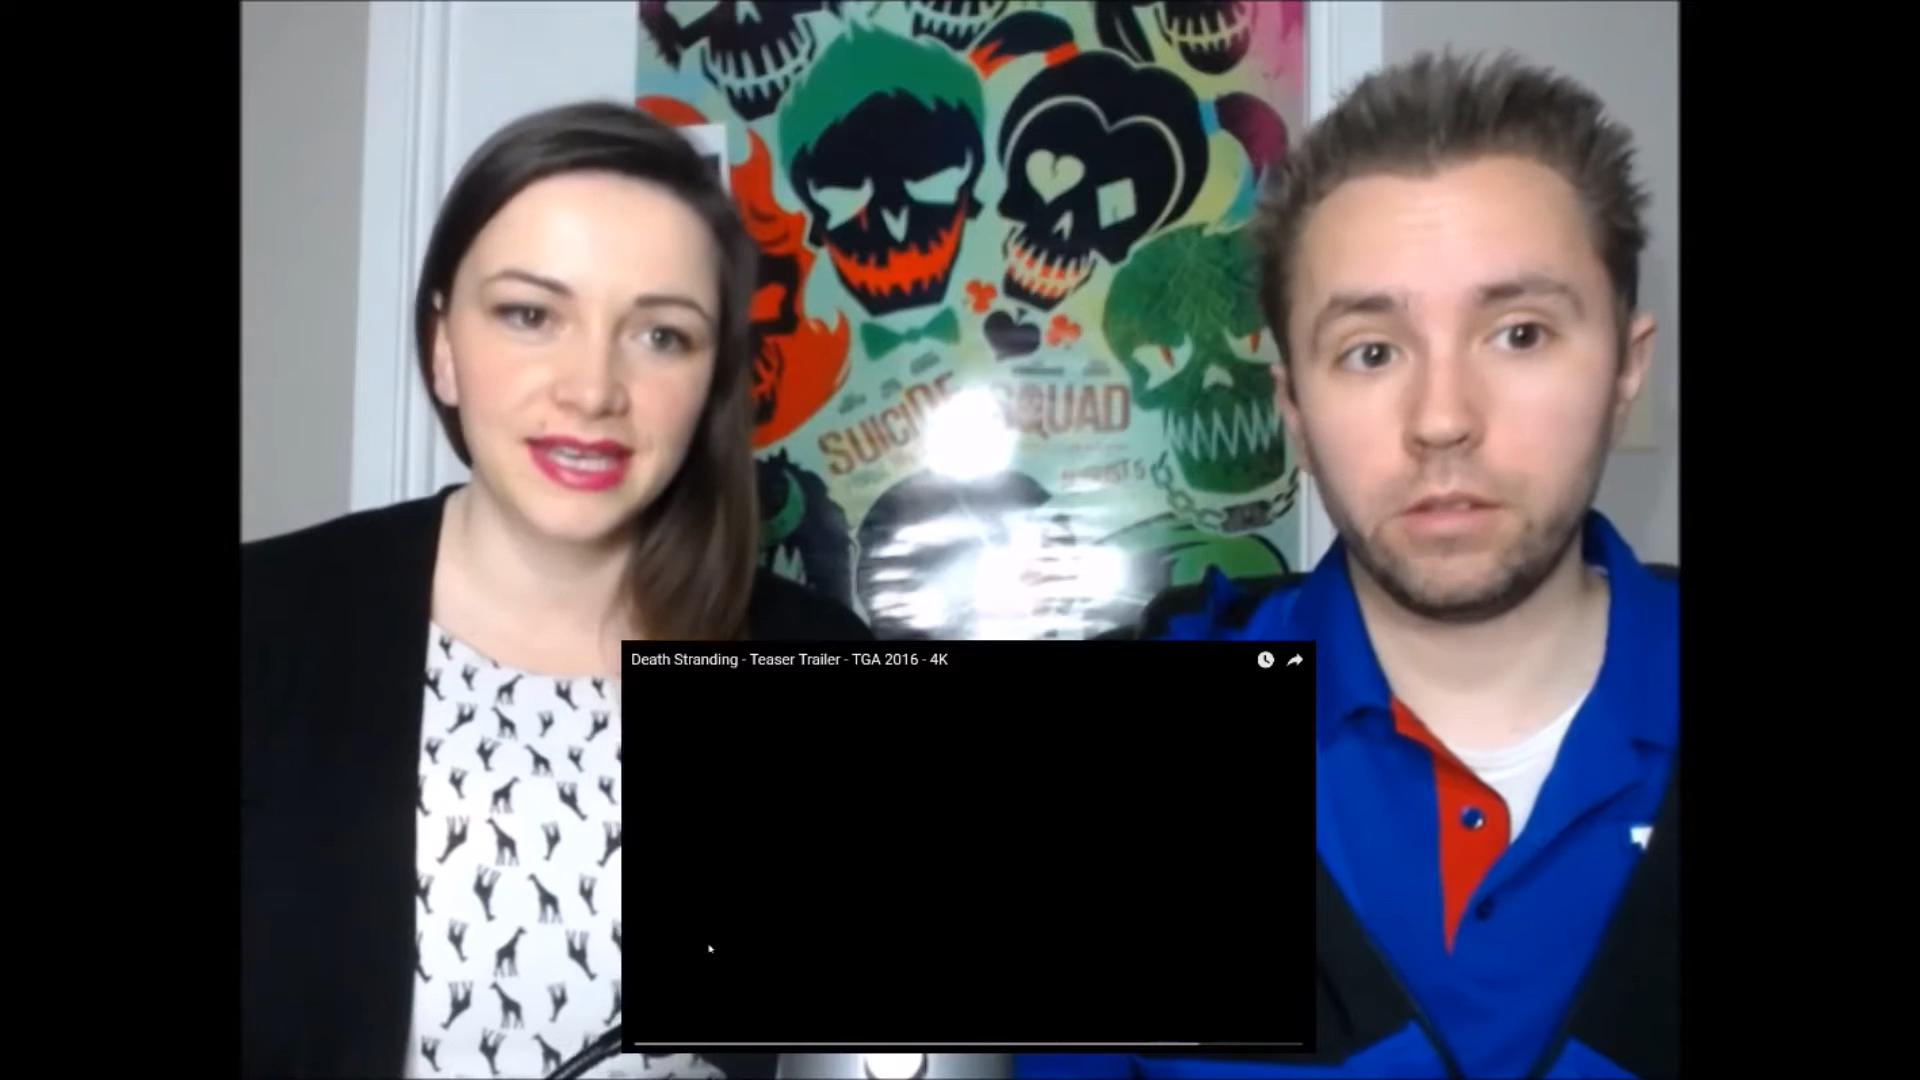 SUICIDE SQUAD
Death Stranding - Teaser Trailer - TGA 2016 - 4K